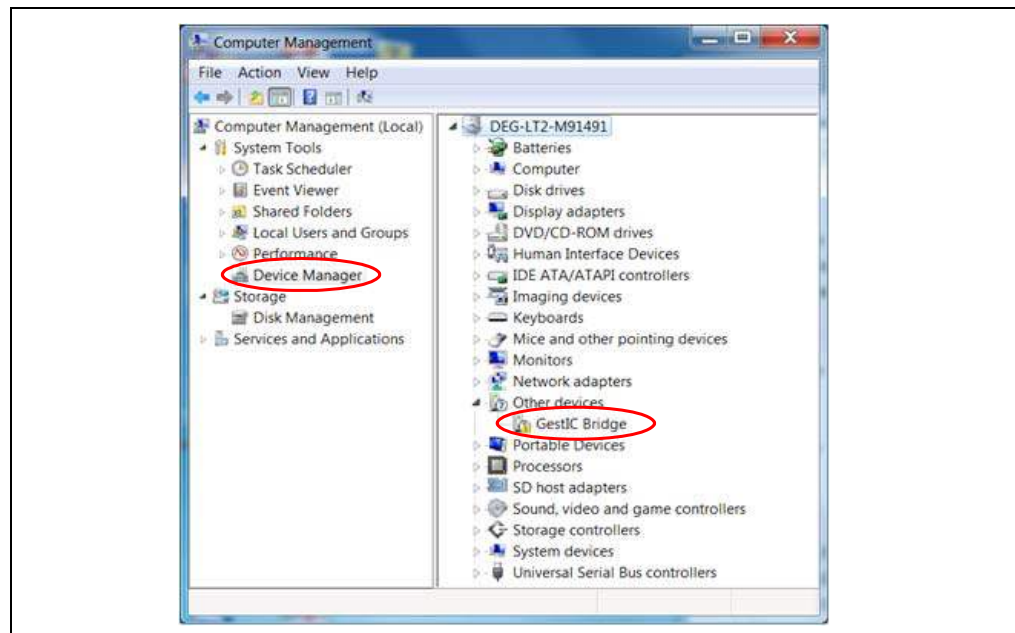 Computer Management
File Action View Help
Computer Management (Local)
System Tools
Task Scheduler
Event Viewer
Shared Folders
Local Users and Groups
Performance
Device Manager
Storage
Disk Management
Services and Applications
DEG-LT2-M91491
Batteries
Computer
Disk drives
Display adapters
DVD/CD-ROM drives
Human Interface Devices
IDE ATA/ATAPI controllers
Imaging devices
Keyboards
Mice and other pointing devices
Monitors
Network adapters
Other devices
GestIC Bridge
Portable Devices
Processors
SD host adapters
Sound, video and game controllers
Storage controllers
System devices
Universal Serial Bus controllers